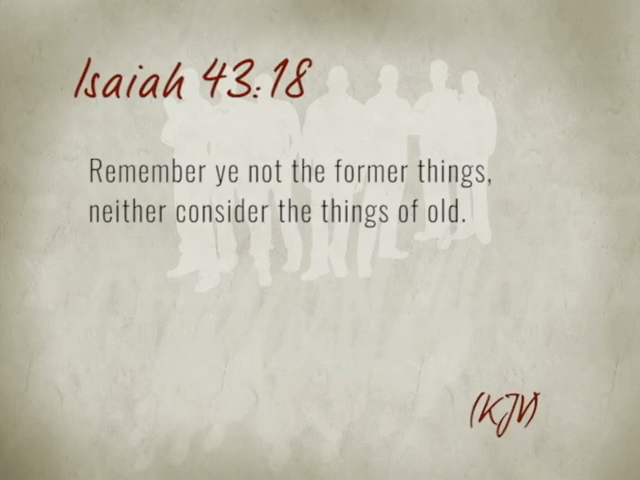 Isaiah 43:18
Remember ye not the former things,
neither consider the things of old.
(KJV)